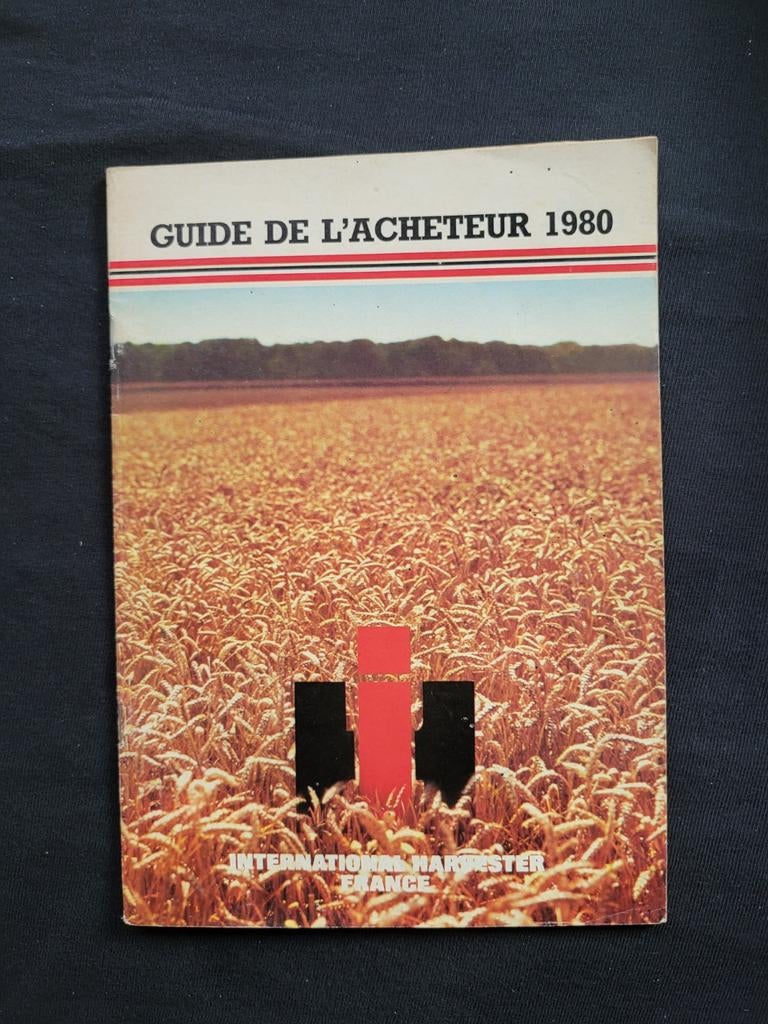 GUIDE DE L'ACHETEUR 1980
INTERNATIONAL HARVESTER
FRANCE